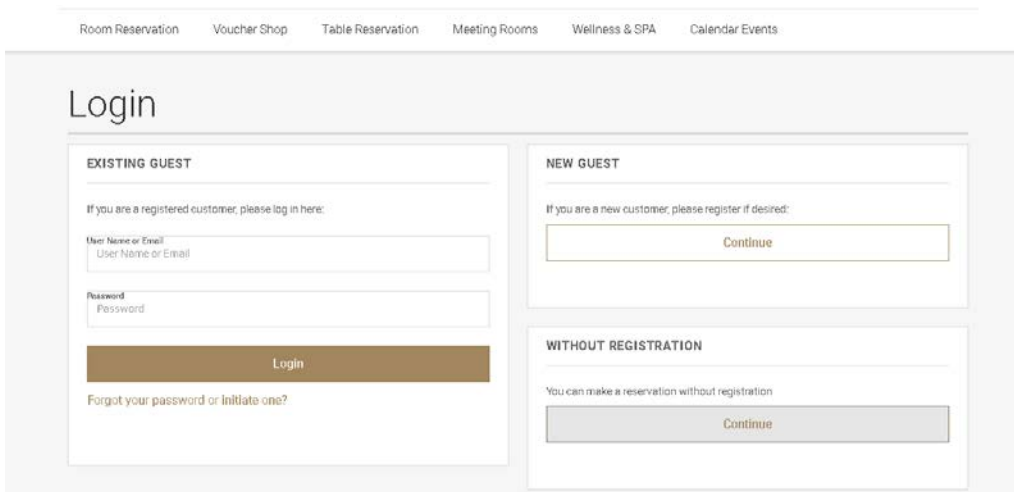 Room Reservation Voucher Shop Table Reservation Meeting Rooms Wellness & SPA Calendar Events
Login
EXISTING GUEST
If you are a registered customer, please log in here:
User Name or Email
User Name or Email
Password
Password
Login
Forgot your password or initiate one?
NEW GUEST
If you are a new customer, please register if desired:
Continue
WITHOUT REGISTRATION
You can make a reservation without registration
Continue